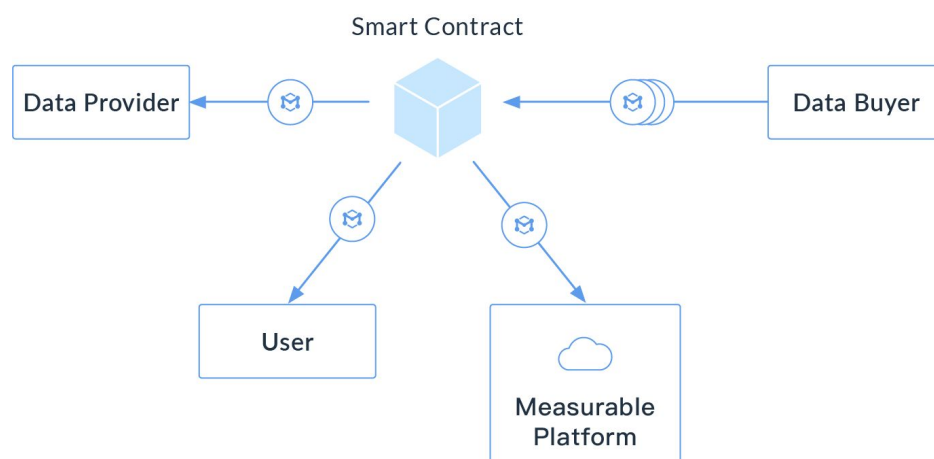 Smart Contract
Data Provider
Data Buyer
User
Measurable
Platform